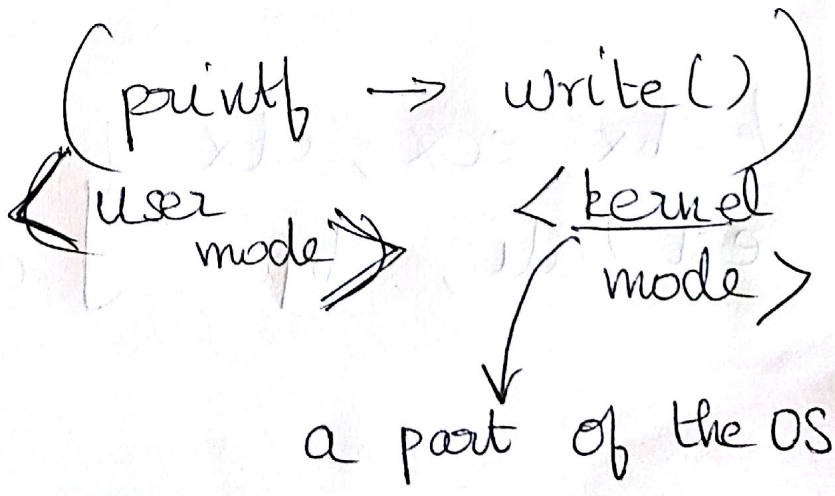 (printf → write())
<user <kernel
mode> mode>
a part of the OS